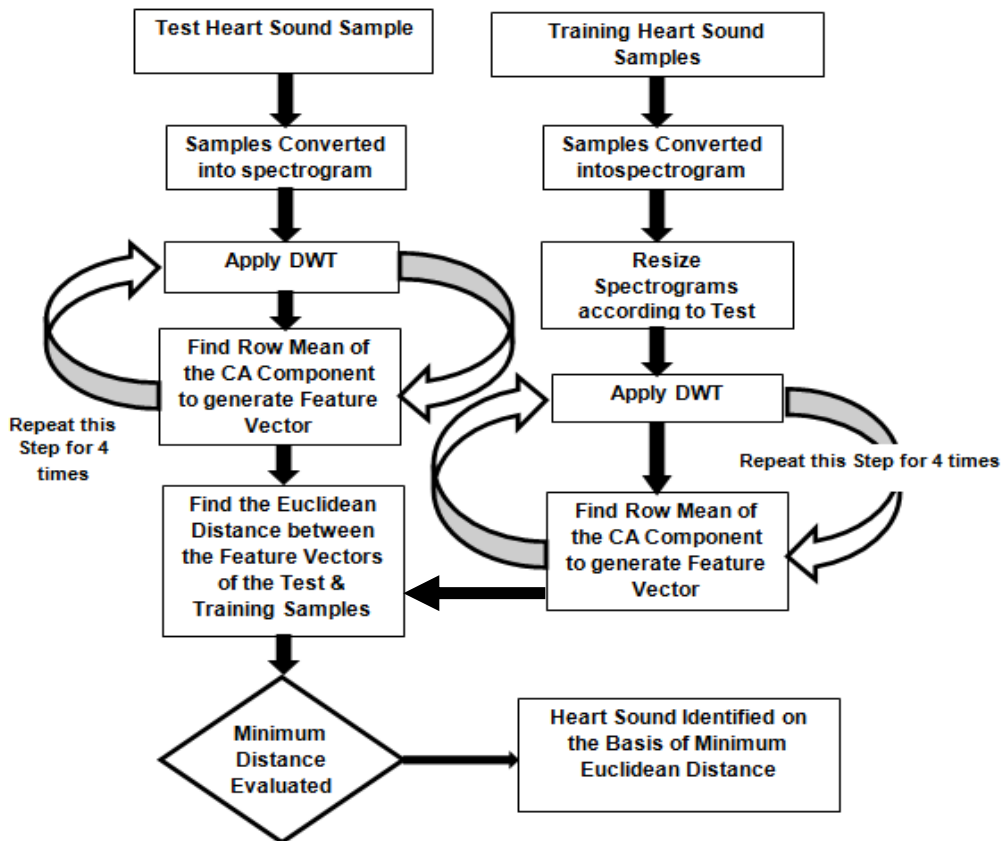 Test Heart Sound Sample
Training Heart Sound
Samples
Samples Converted
into spectrogram
Samples Converted
intospectrogram
Apply DWT
Resize
Spectrograms
according to Test
Find Row Mean of
the CA Component
to generate Feature
Vector
Apply DWT
Repeat this
Step for 4
times
Repeat this Step for 4 times
Find the Euclidean
Distance between
the Feature Vectors
of the Test &
Training Samples
Find Row Mean of
the CA Component
to generate Feature
Vector
Minimum
Distance
Evaluated
Heart Sound Identified on
the Basis of Minimum
Euclidean Distance